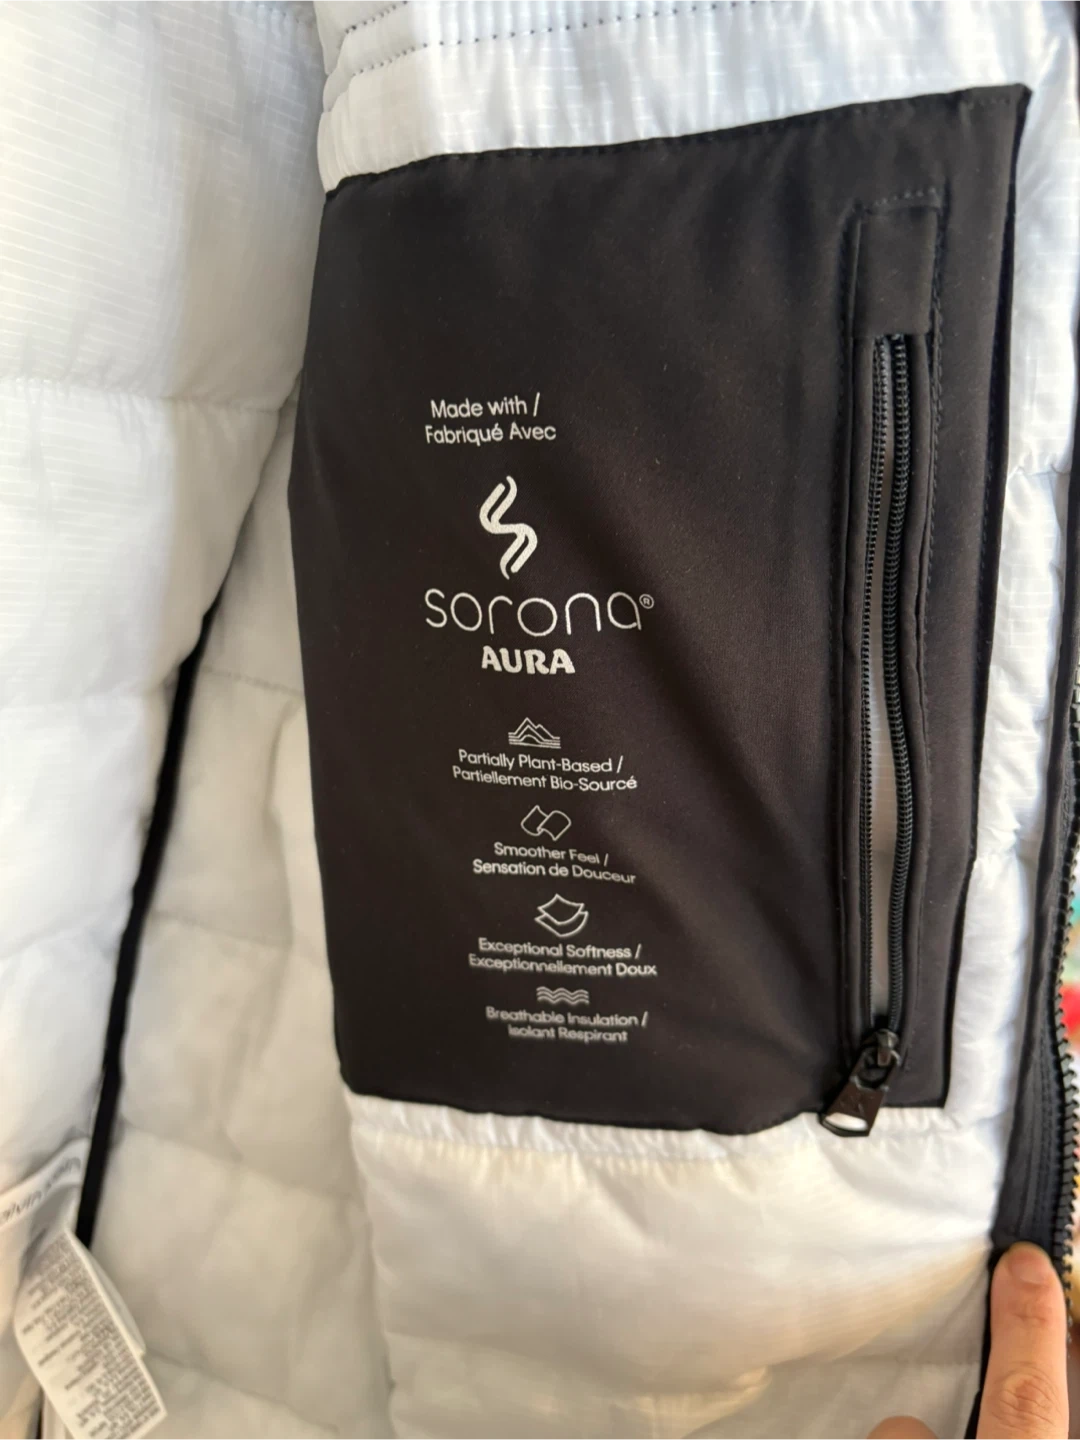 Made with /
Fabriqué Avec
sorona®
AURA
Partially Plant-Based /
Partiellement Bio-Sourcé
Smoother Feel /
Sensation de Douceur
Exceptional Softness /
Exceptionnellement Doux
Breathable Insulation /
Isolant Respirant